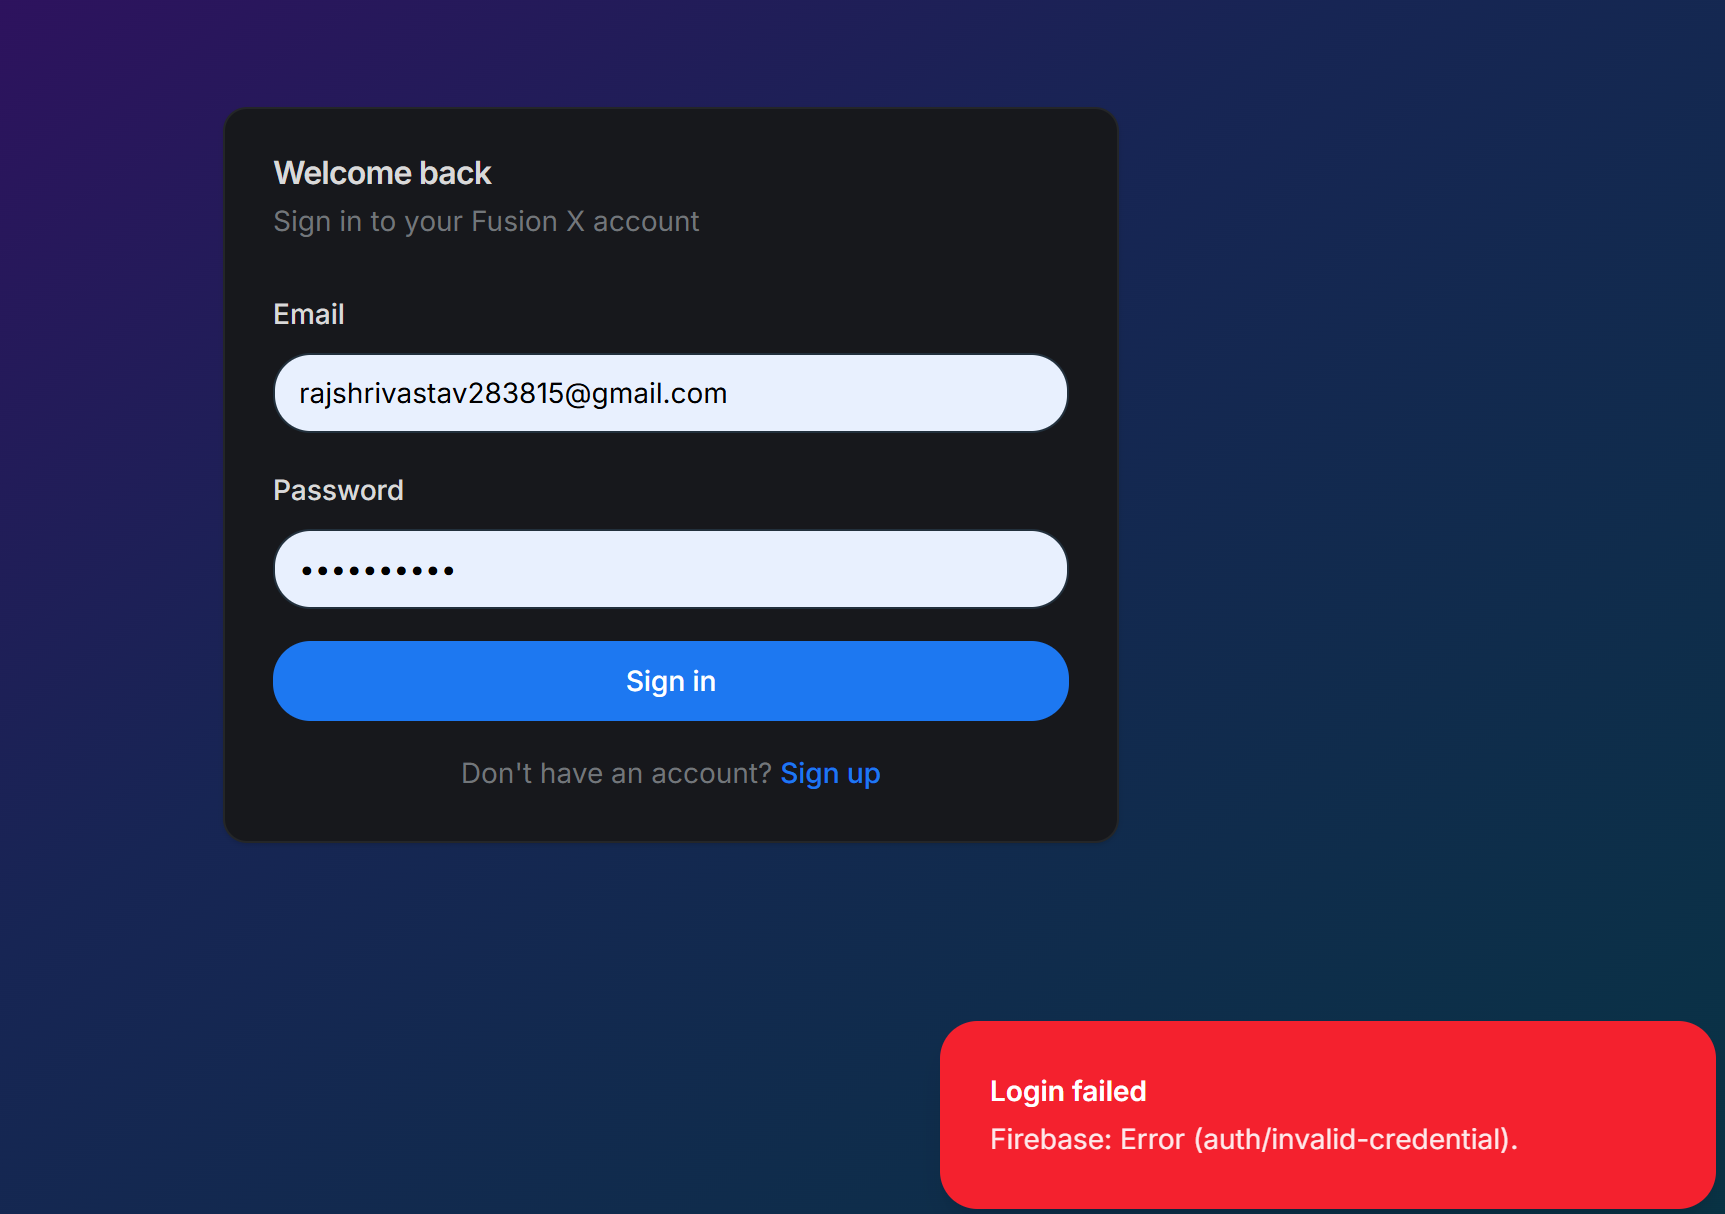 Welcome back
Sign in to your Fusion X account
Email
rajshrivastav283815@gmail.com
Password
••••••••••
Sign in
Don't have an account? Sign up
Login failed
Firebase: Error (auth/invalid-credential).